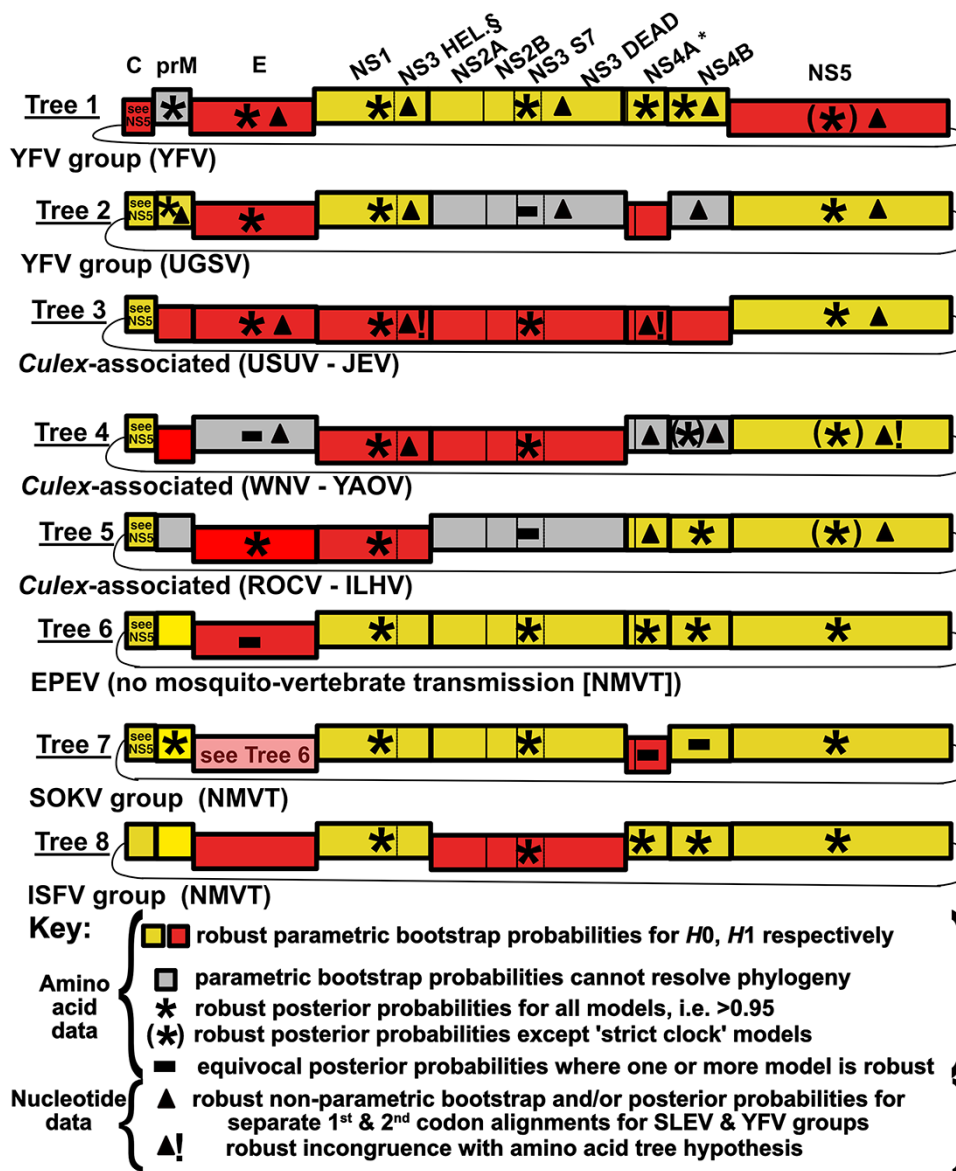 C prM E NS1 NS3 HEL.§ NS2A NS2B NS3 S7 NS3 DEAD NS4A * NS4B NS5
Tree 1
see NS5
(*)
YFV group (YFV)
Tree 2
see NS5
YFV group (UGSV)
Tree 3
see NS5
!
!
Culex-associated (USUV - JEV)
Tree 4
see NS5
(*)
(*)
!
Culex-associated (WNV - YAOV)
Tree 5
see NS5
(*)
Culex-associated (ROCV - ILHV)
Tree 6
see NS5
EPEV (no mosquito-vertebrate transmission [NMVT])
Tree 7
see NS5
see Tree 6
SOKV group (NMVT)
Tree 8
ISFV group (NMVT)
Key:
robust parametric bootstrap probabilities for H0, H1 respectively
Amino acid data
parametric bootstrap probabilities cannot resolve phylogeny
* robust posterior probabilities for all models, i.e. >0.95
(*) robust posterior probabilities except 'strict clock' models
equivocal posterior probabilities where one or more model is robust
Nucleotide data
▲ robust non-parametric bootstrap and/or posterior probabilities for
separate 1st & 2nd codon alignments for SLEV & YFV groups
▲! robust incongruence with amino acid tree hypothesis